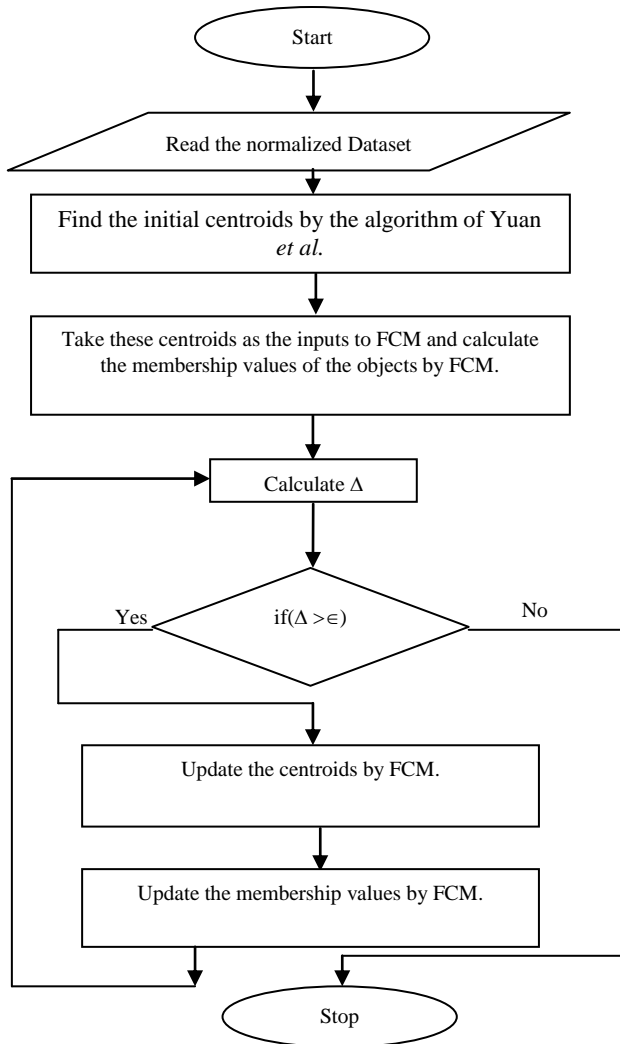 Start
Read the normalized Dataset
Find the initial centroids by the algorithm of Yuan
et al.
Take these centroids as the inputs to FCM and calculate
the membership values of the objects by FCM.
Calculate Δ
Yes
if(Δ >∈)
No
Update the centroids by FCM.
Update the membership values by FCM.
Stop